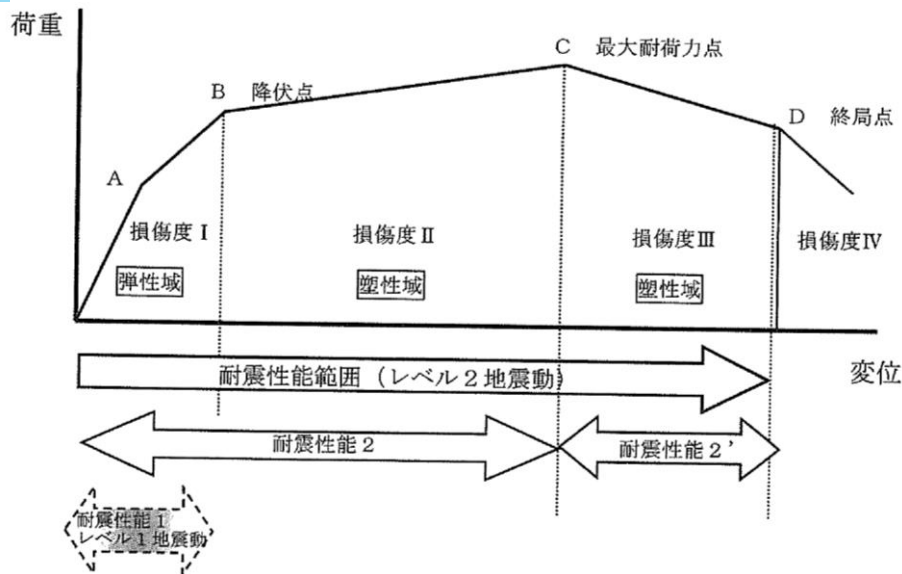 荷重
C 最大耐荷力点
B 降伏点
D 終局点
A
損傷度Ⅰ
損傷度Ⅱ
損傷度Ⅲ
損傷度Ⅳ
弾性域
塑性域
塑性域
耐震性能範囲（レベル２地震動）
変位
耐震性能２
耐震性能２’
耐震性能１
レベル１地震動